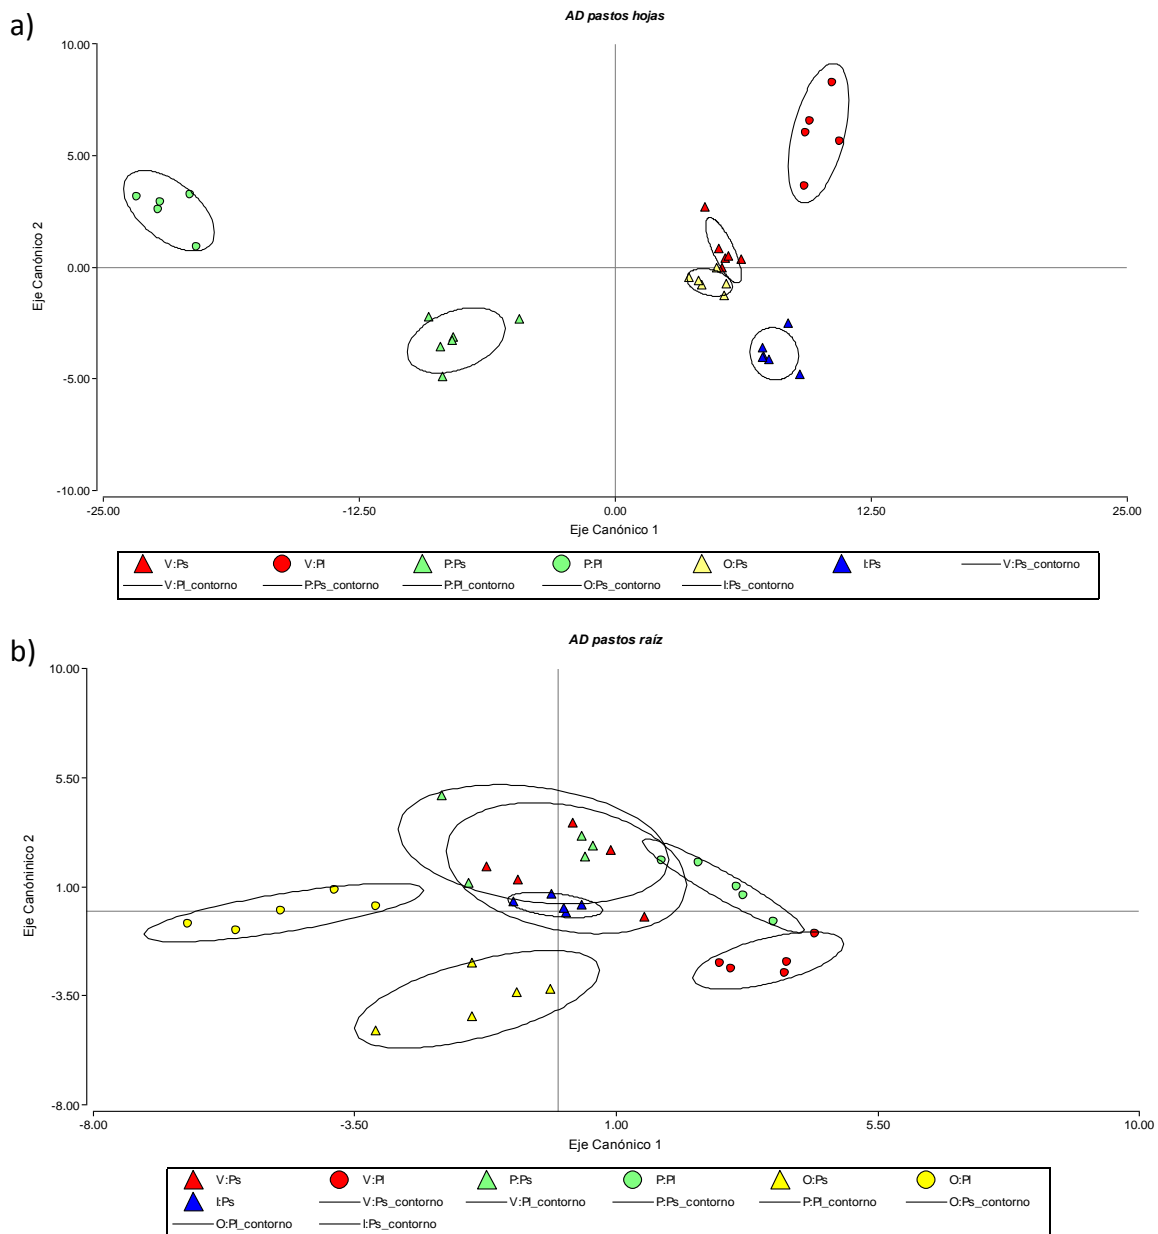 a)
AD pastos hojas
10.00
5.00
0.00
-5.00
-10.00
Eje Canónico 2
-25.00 -12.50 0.00 12.50 25.00
Eje Canónico 1
V:Ps V:Pl P:Ps P:Pl O:Ps I:Ps V:Ps_contorno
V:Pl_contorno P:Ps_contorno P:Pl_contorno O:Ps_contorno I:Ps_contorno
b)
AD pastos raíz
10.00
5.50
1.00
-3.50
-8.00
Eje Canóninico 2
-8.00 -3.50 1.00 5.50 10.00
Eje Canónico 1
V:Ps V:Pl P:Ps P:Pl O:Ps O:Pl
I:Ps V:Ps_contorno V:Pl_contorno P:Ps_contorno P:Pl_contorno O:Ps_contorno
O:Pl_contorno I:Ps_contorno